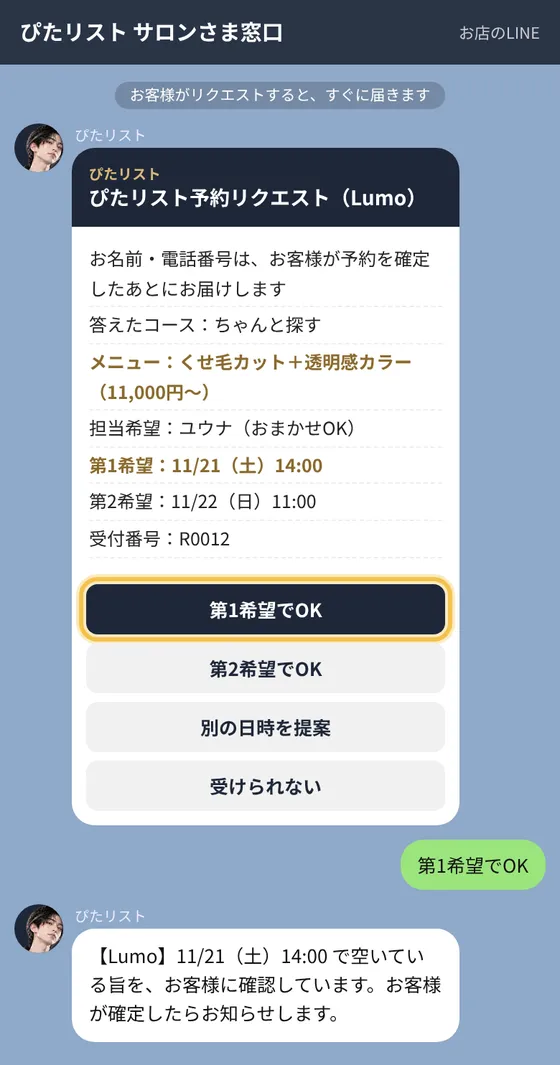 ぴたリスト サロンさま窓口
お店のLINE
お客様がリクエストすると、すぐに届きます
ぴたリスト
ぴたリスト
ぴたリスト予約リクエスト（Lumo）
お名前・電話番号は、お客様が予約を確定
したあとにお届けします
答えたコース：ちゃんと探す
メニュー：くせ毛カット＋透明感カラー
（11,000円〜）
担当希望：ユウナ（おまかせOK）
第1希望：11/21（土）14:00
第2希望：11/22（日）11:00
受付番号：R0012
第1希望でOK
第2希望でOK
別の日時を提案
受けられない
第1希望でOK
ぴたリスト
【Lumo】11/21（土）14:00 で空いてい
る旨を、お客様に確認しています。お客様
が確定したらお知らせします。